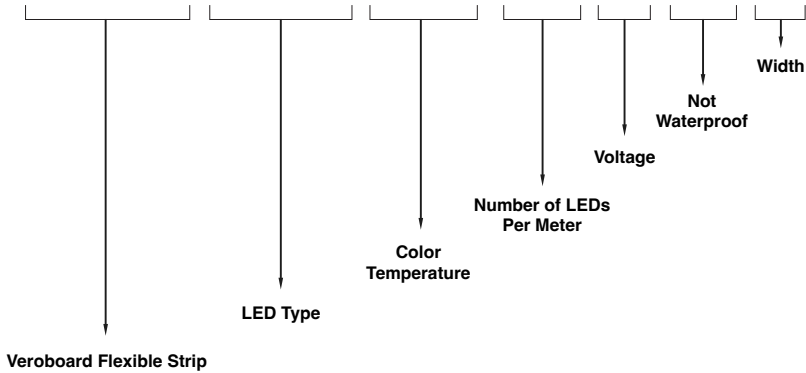 Width
Not
Waterproof
Voltage
Number of LEDs
Per Meter
Color
Temperature
LED Type
Veroboard Flexible Strip